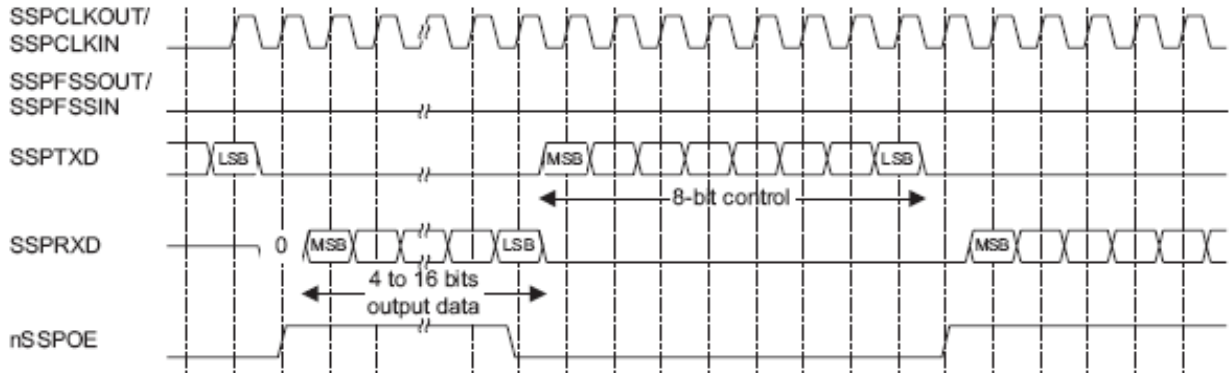 SSPCLKOUT/
SSPCLKIN
SSPFSSOUT/
SSPFSSIN
SSPTXD
LSB
MSB
LSB
8-bit control
SSPRXD
0
MSB
LSB
MSB
4 to 16 bits
output data
nSSPOE